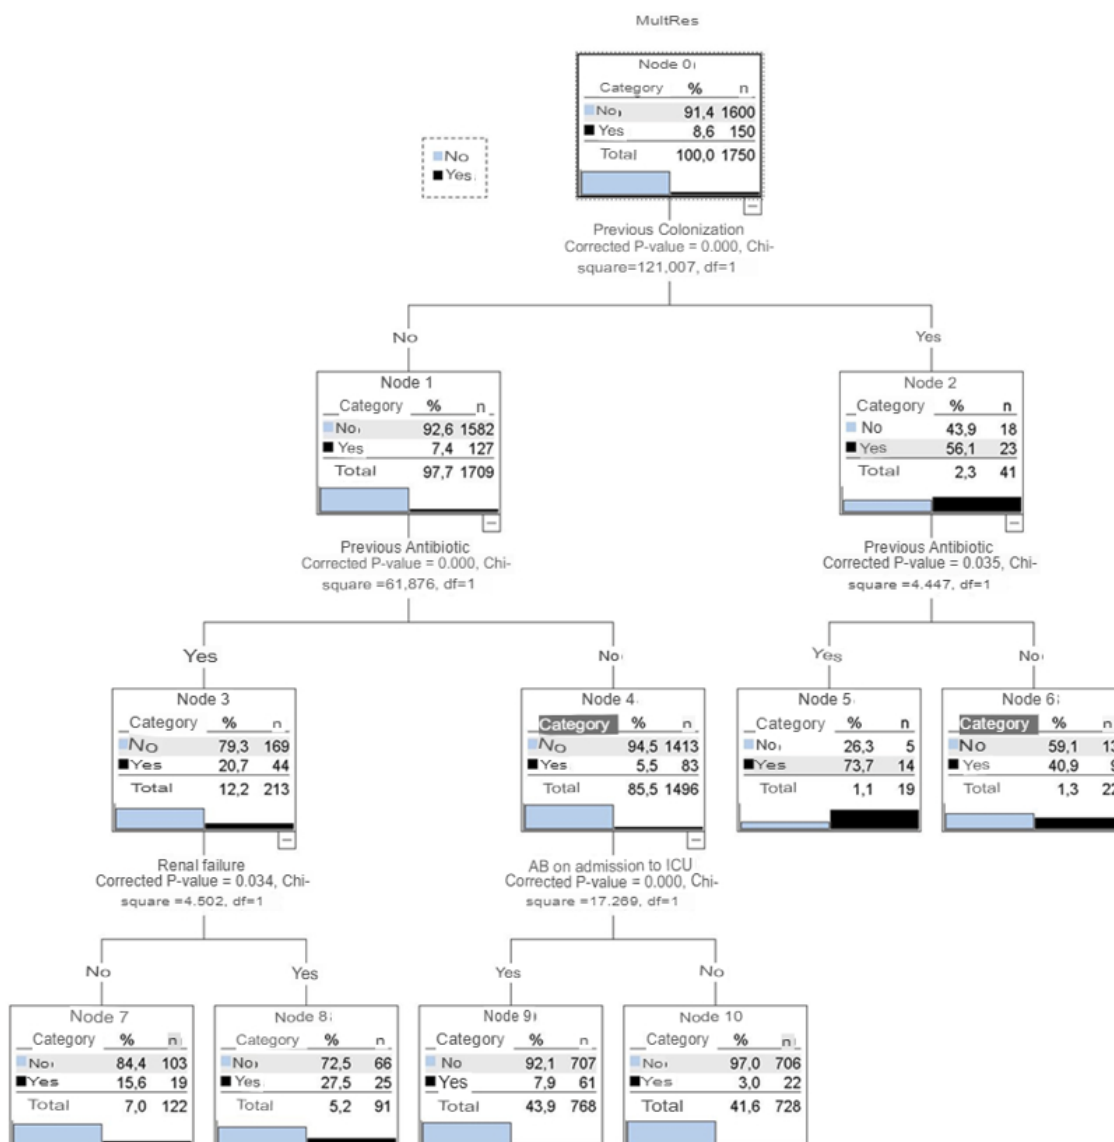 MultRes
Node 0
Category % n
No 91,4 1600
Yes 8,6 150
Total 100,0 1750
No
Yes
Previous Colonization
Corrected P-value = 0.000, Chi-
square=121,007, df=1
No
Yes
Node 1
Category % n
No 92,6 1582
Yes 7,4 127
Total 97,7 1709
Node 2
Category % n
No 43,9 18
Yes 56,1 23
Total 2,3 41
Previous Antibiotic
Corrected P-value = 0.000, Chi-
square =61,876, df=1
Previous Antibiotic
Corrected P-value = 0.035, Chi-
square =4.447, df=1
Yes
No
Yes
No
Node 3
Category % n
No 79,3 169
Yes 20,7 44
Total 12,2 213
Node 4
Category % n
No 94,5 1413
Yes 5,5 83
Total 85,5 1496
Node 5
Category % n
No 26,3 5
Yes 73,7 14
Total 1,1 19
Node 6
Category % n
No 59,1 13
Yes 40,9 9
Total 1,3 22
Renal failure
Corrected P-value = 0.034, Chi-
square =4.502, df=1
AB on admission to ICU
Corrected P-value = 0.000, Chi-
square =17.269, df=1
No
Yes
Yes
No
Node 7
Category % n
No 84,4 103
Yes 15,6 19
Total 7,0 122
Node 8
Category % n
No 72,5 66
Yes 27,5 25
Total 5,2 91
Node 9
Category % n
No 92,1 707
Yes 7,9 61
Total 43,9 768
Node 10
Category % n
No 97,0 706
Yes 3,0 22
Total 41,6 728